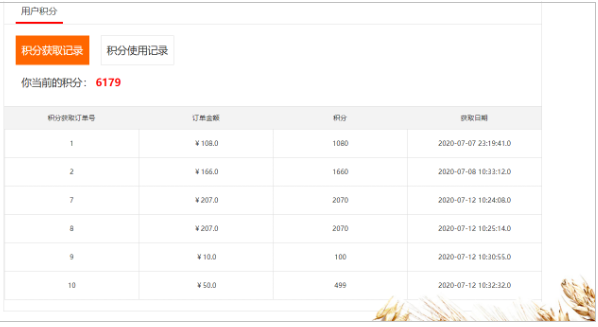 用户积分
积分获取记录 积分使用记录
你当前的积分： 6179
积分获取订单号 订单金额 积分 获取日期
1 ¥ 108.0 1080 2020-07-07 23:19:41.0
2 ¥ 166.0 1660 2020-07-08 10:33:12.0
7 ¥ 207.0 2070 2020-07-12 10:24:08.0
8 ¥ 207.0 2070 2020-07-12 10:25:14.0
9 ¥ 10.0 100 2020-07-12 10:30:55.0
10 ¥ 50.0 499 2020-07-12 10:32:32.0